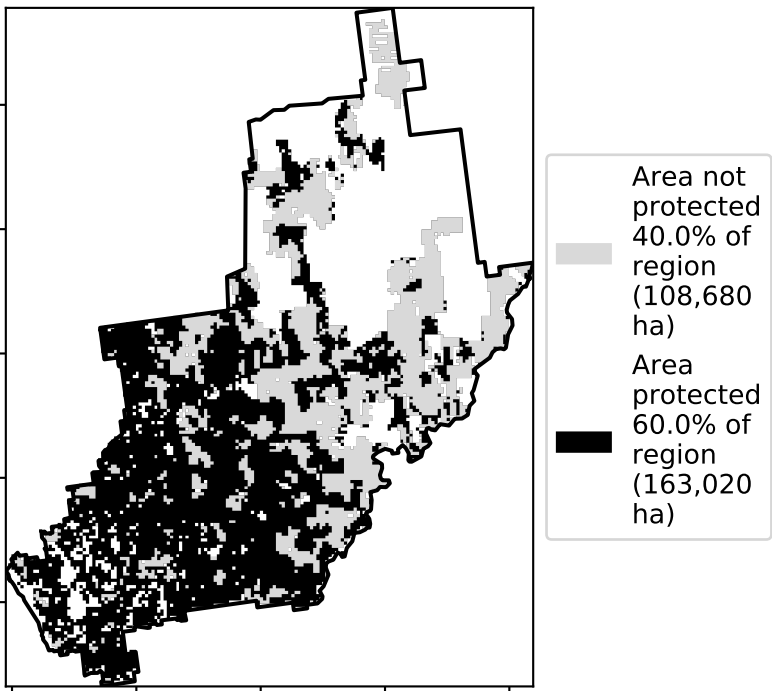 Area not
protected
40.0% of
region
(108,680
ha)
Area
protected
60.0% of
region
(163,020
ha)